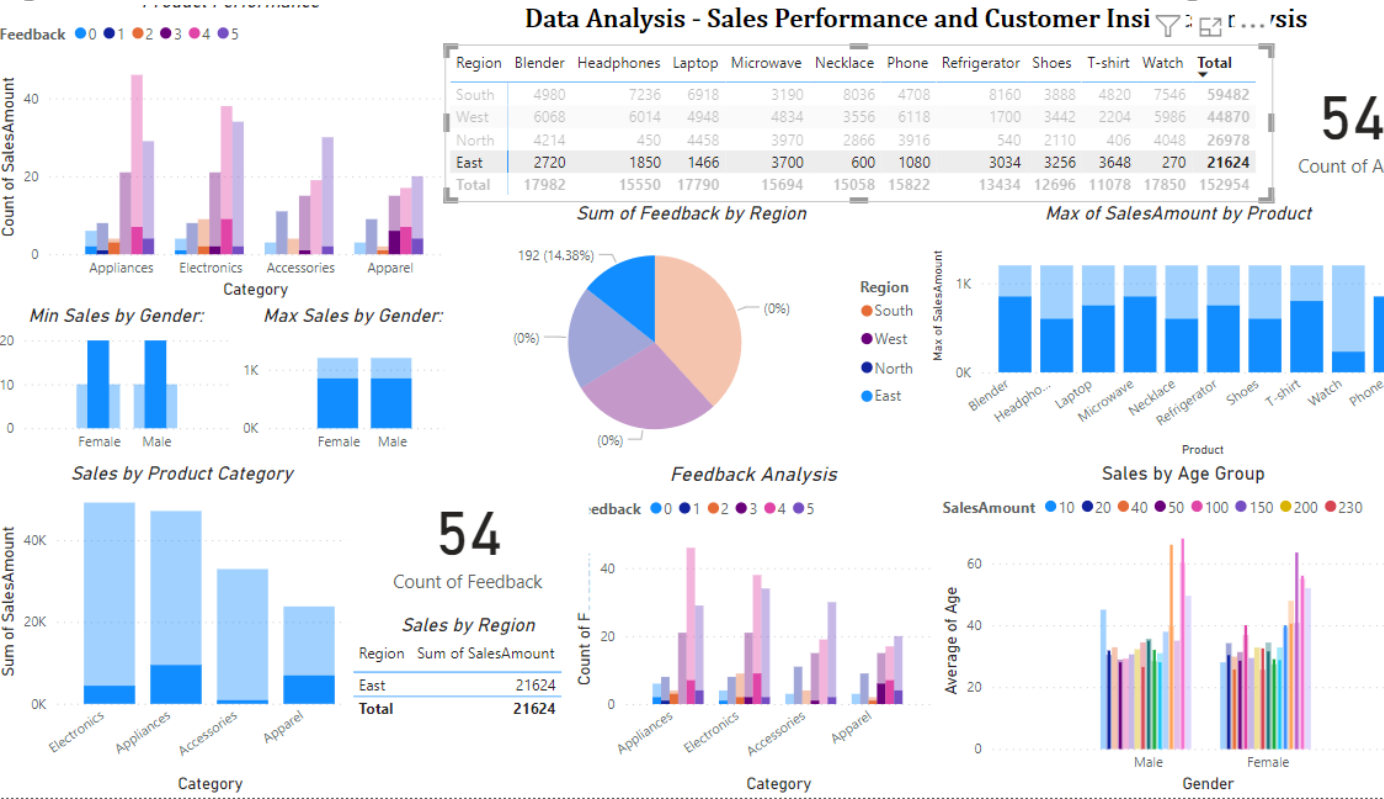 Product Performance
Data Analysis - Sales Performance and Customer Insi
sis
Feedback 0 1 2 3 4 5
Count of SalesAmount
40
20
0
Appliances Electronics Accessories Apparel
Category
Region Blender Headphones Laptop Microwave Necklace Phone Refrigerator Shoes T-shirt Watch Total
South 4980 7236 6918 3190 8036 4708 8160 3888 4820 7546 59482
West 6068 6014 4948 4834 3556 6118 1700 3442 2204 5986 44870
North 4214 450 4458 3970 2866 3916 540 2110 406 4048 26978
East 2720 1850 1466 3700 600 1080 3034 3256 3648 270 21624
Total 17982 15550 17790 15694 15058 15822 13434 12696 11078 17850 152954
54
Count of A
Min Sales by Gender:
20
10
0
Female Male
Max Sales by Gender:
1K
0K
Female Male
Sum of Feedback by Region
192 (14.38%)
(0%)
(0%)
(0%)
Region
South
West
North
East
Max of SalesAmount by Product
Max of SalesAmount
1K
0K
Blender Headpho... Laptop Microwave Necklace Refrigerator Shoes T-shirt Watch Phone
Product
Sales by Product Category
Sum of SalesAmount
40K
20K
0K
Electronics Appliances Accessories Apparel
Category
54
Count of Feedback
Sales by Region
Region Sum of SalesAmount
East 21624
Total 21624
Feedback Analysis
edback 0 1 2 3 4 5
Count of F
40
20
0
Appliances Electronics Accessories Apparel
Category
Sales by Age Group
SalesAmount 10 20 40 50 100 150 200 230
Average of Age
60
40
20
0
Male Female
Gender